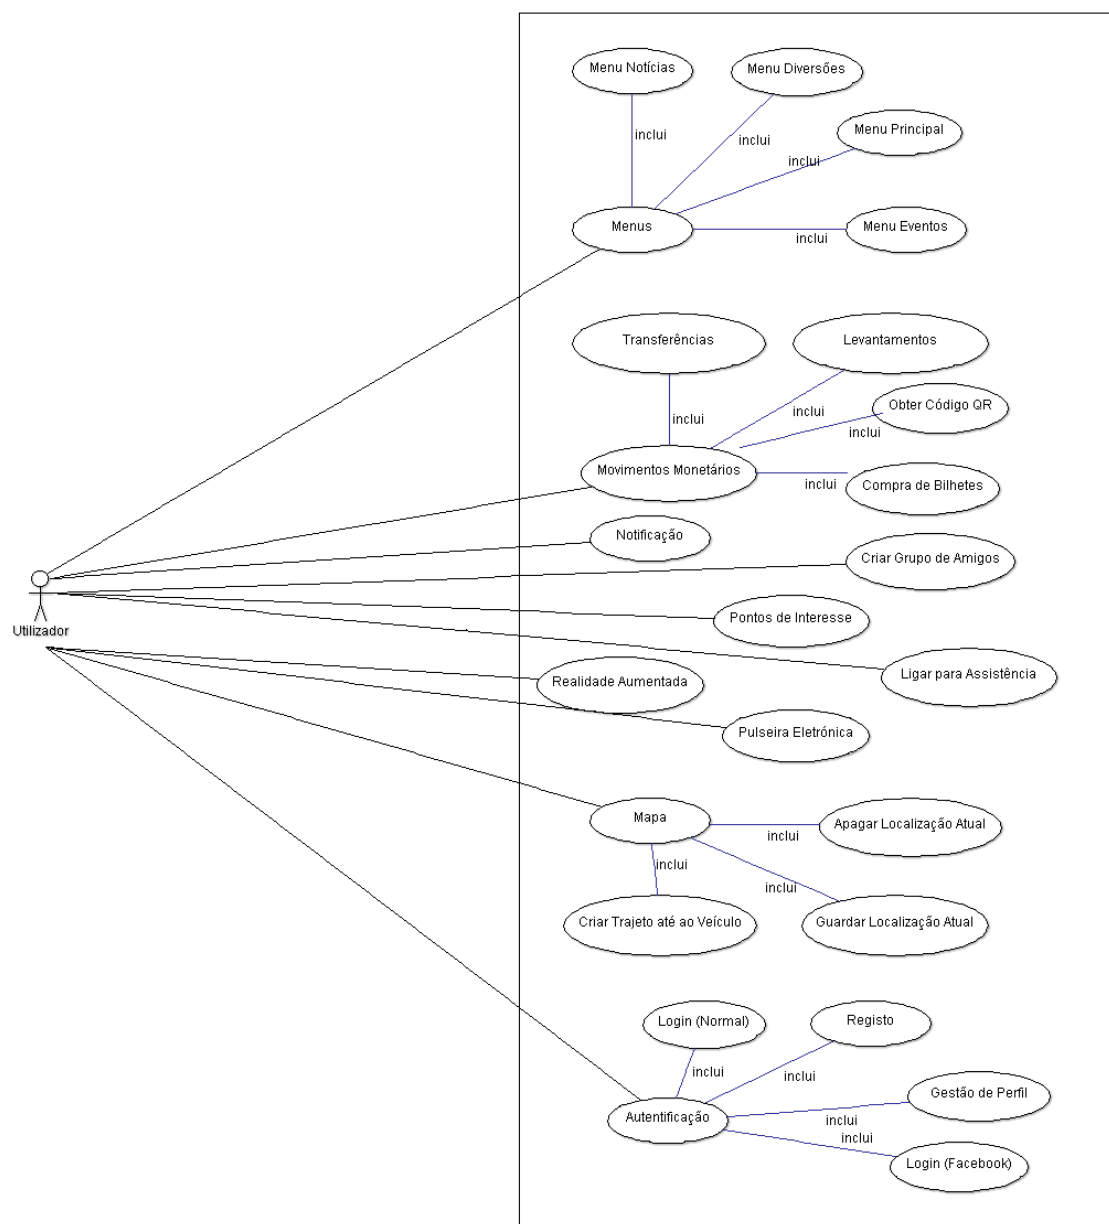 Menu Notícias
Menu Diversões
inclui
inclui
Menu Principal
inclui
Menus
inclui
Menu Eventos
Transferências
Levantamentos
inclui
inclui
Obter Código QR
inclui
Movimentos Monetários
inclui
Compra de Bilhetes
Notificação
Criar Grupo de Amigos
Utilizador
Pontos de Interesse
Ligar para Assistência
Realidade Aumentada
Pulseira Eletrónica
Mapa
inclui
Apagar Localização Atual
inclui
inclui
Criar Trajeto até ao Veículo
Guardar Localização Atual
Login (Normal)
Registo
inclui
inclui
Gestão de Perfil
Autentificação
inclui
inclui
Login (Facebook)